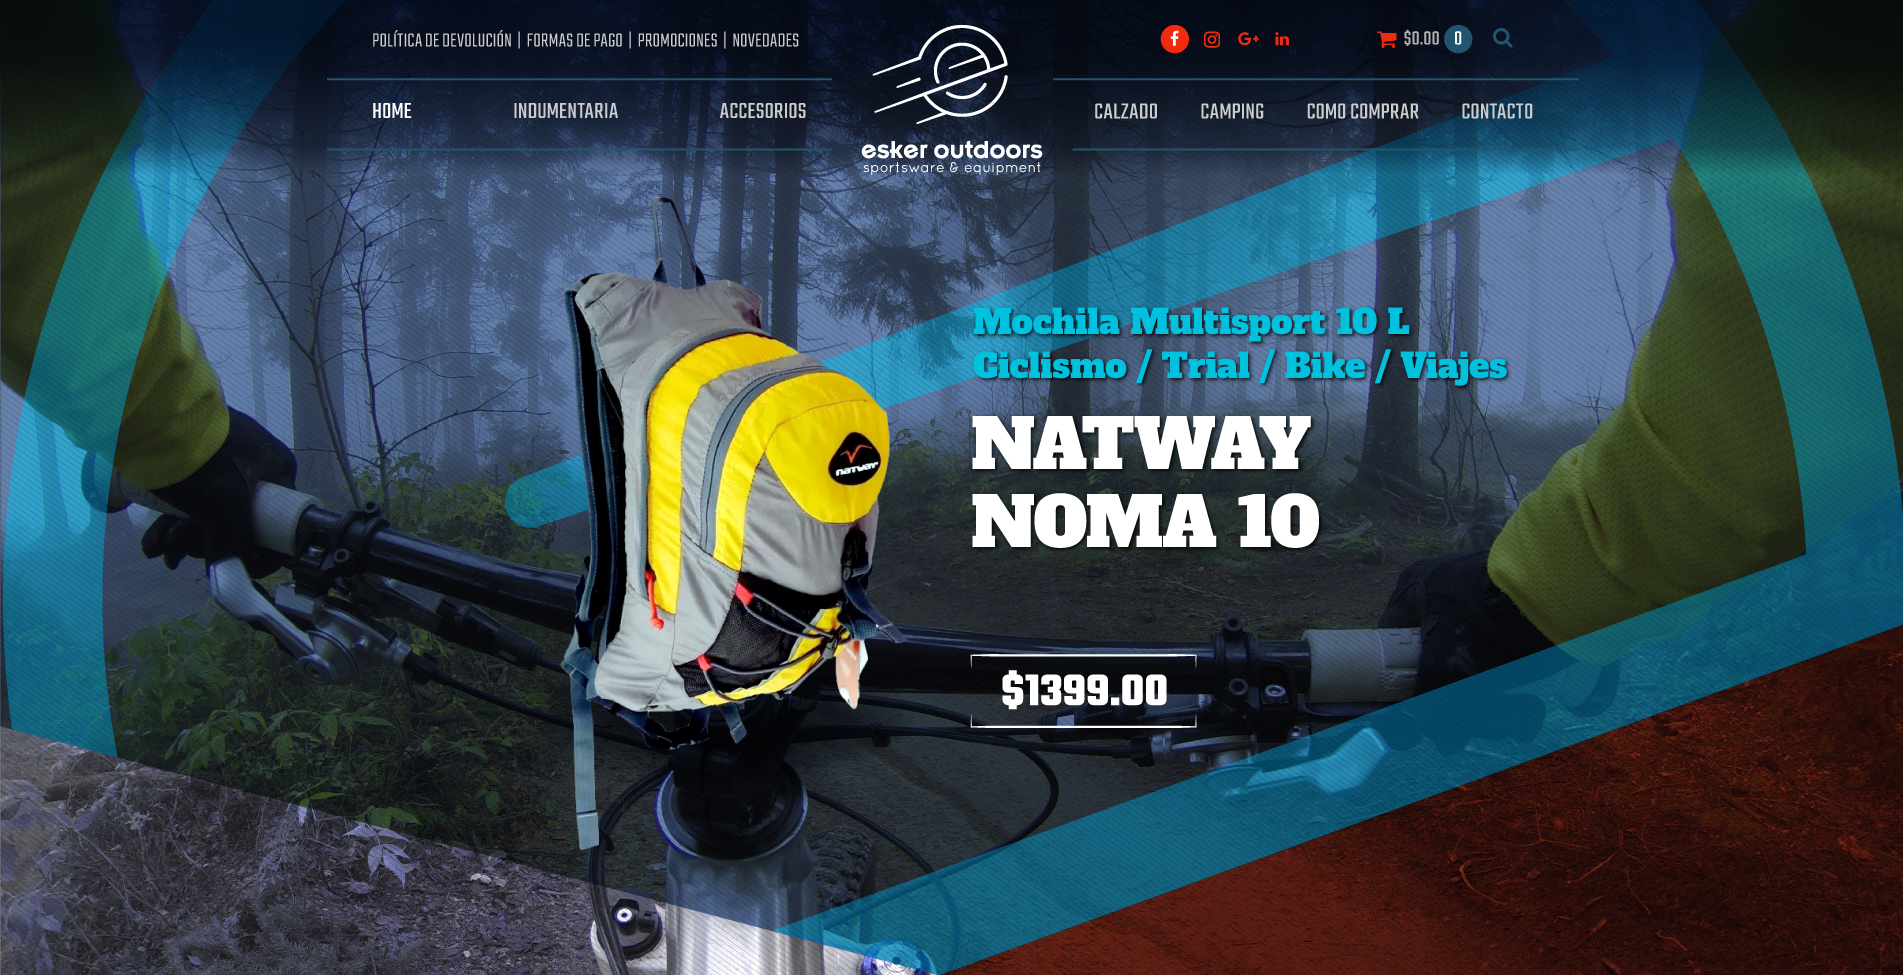 POLÍTICA DE DEVOLUCIÓN | FORMAS DE PAGO | PROMOCIONES | NOVEDADES
$0.00 0
HOME INDUMENTARIA ACCESORIOS
CALZADO CAMPING COMO COMPRAR CONTACTO
esker outdoors
sportsware & equipment
Mochila Multisport 10 L
Ciclismo / Trial / Bike / Viajes
NATWAY
NOMA 10
natway
$1399.00